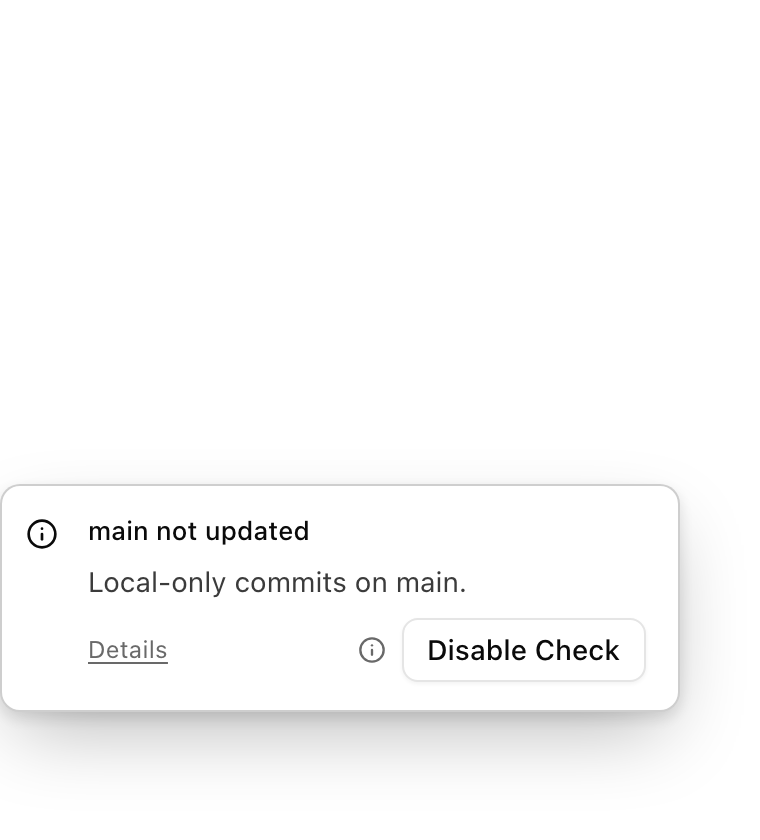 main not updated
Local-only commits on main.
Details
Disable Check